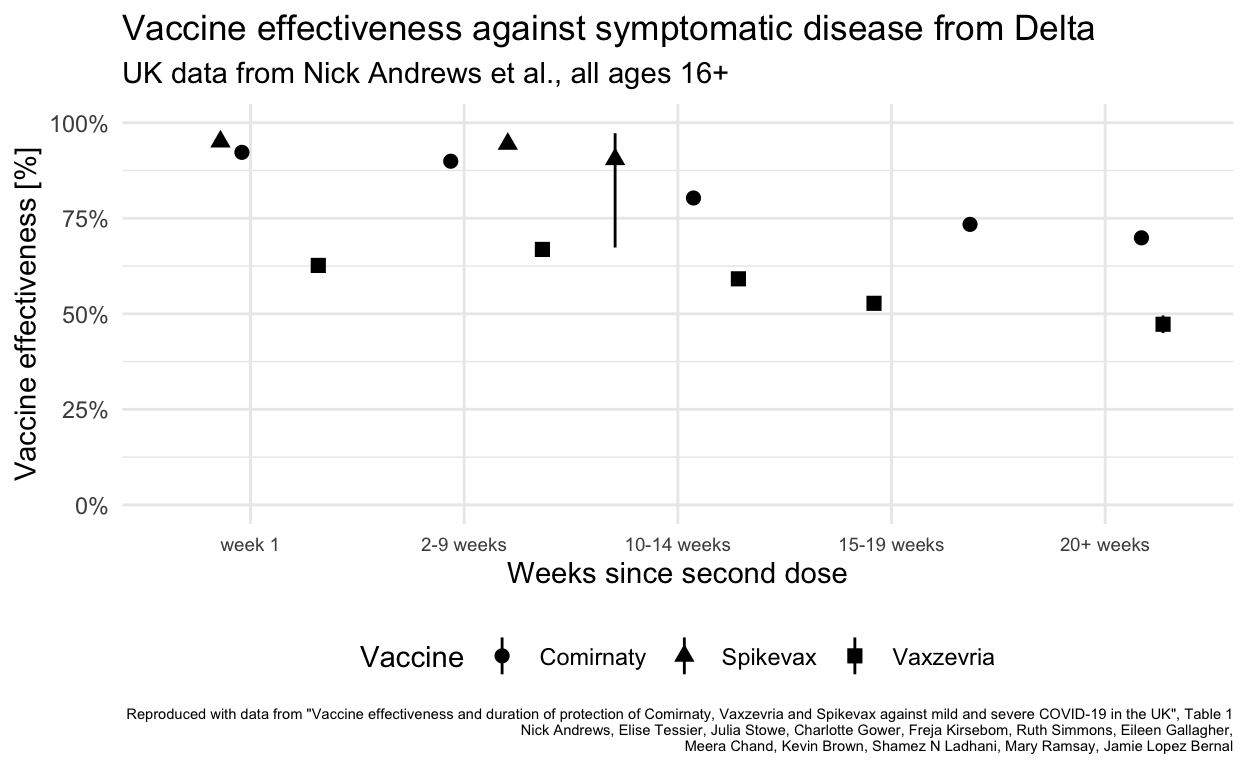 Vaccine effectiveness against symptomatic disease from Delta
UK data from Nick Andrews et al., all ages 16+
Vaccine effectiveness [%]
100%
75%
50%
25%
0%
week 1
2-9 weeks
10-14 weeks
15-19 weeks
20+ weeks
Weeks since second dose
Vaccine
Comirnaty
Spikevax
Vaxzevria
Reproduced with data from "Vaccine effectiveness and duration of protection of Comirnaty, Vaxzevria and Spikevax against mild and severe COVID-19 in the UK", Table 1
Nick Andrews, Elise Tessier, Julia Stowe, Charlotte Gower, Freja Kirsebom, Ruth Simmons, Eileen Gallagher,
Meera Chand, Kevin Brown, Shamez N Ladhani, Mary Ramsay, Jamie Lopez Bernal